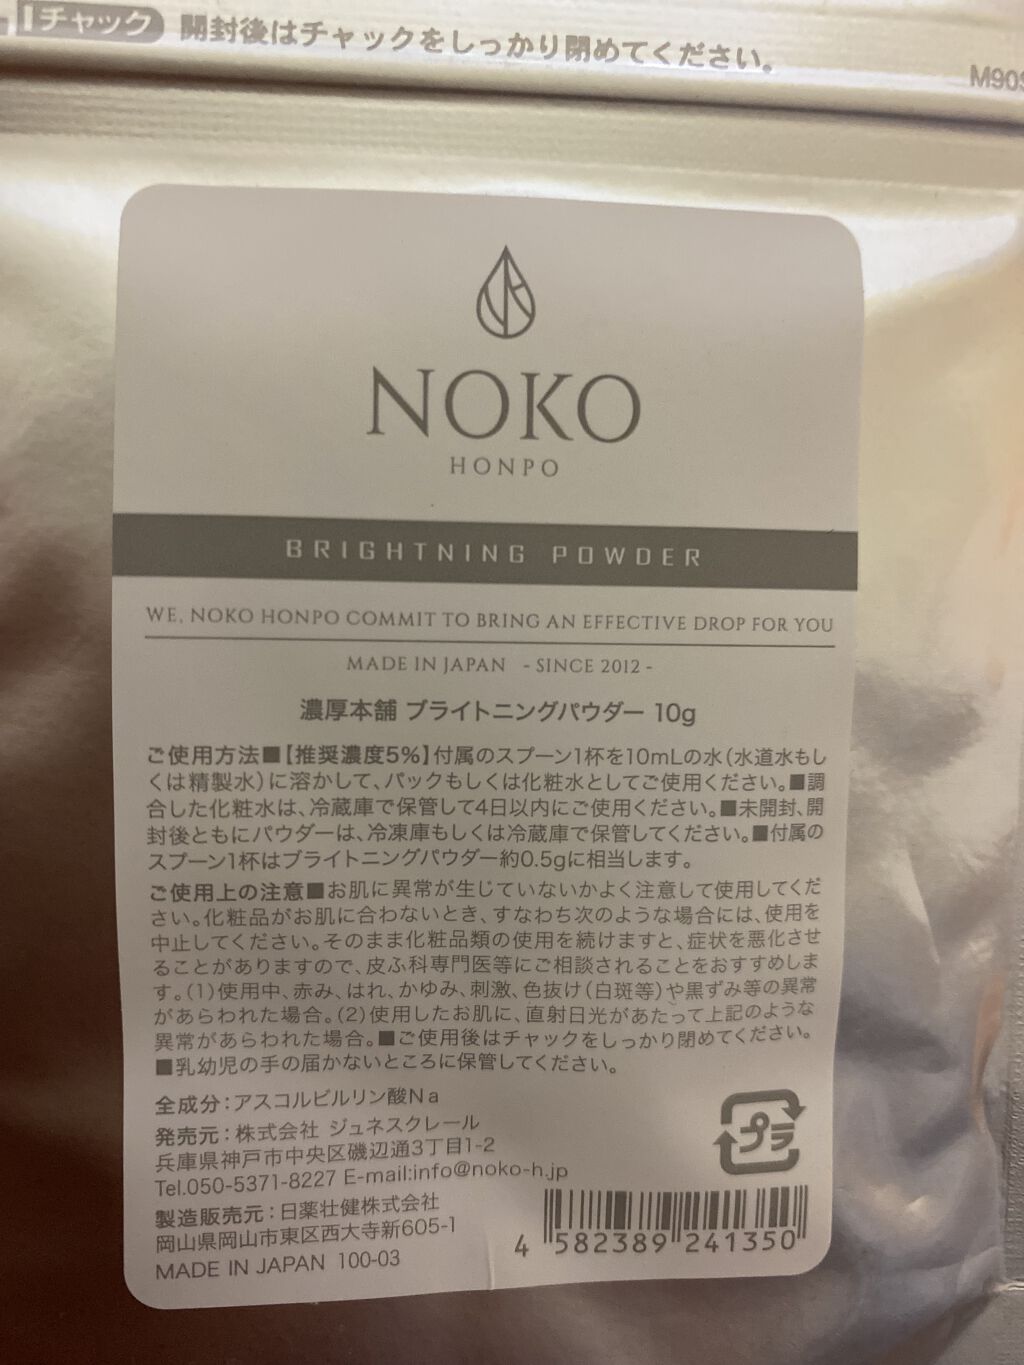 チャック 開封後はチャックをしっかり閉めてください。
M90
NOKO
HONPO
BRIGHTNING POWDER
WE, NOKO HONPO COMMIT TO BRING AN EFFECTIVE DROP FOR YOU
MADE IN JAPAN - SINCE 2012 -
濃厚本舗 ブライトニングパウダー 10g
ご使用方法■【推奨濃度5%】付属のスプーン1杯を10mLの水(水道水もし
くは精製水)に溶かして、パックもしくは化粧水としてご使用ください。■調
合した化粧水は、冷蔵庫で保管して4日以内にご使用ください。■未開封、開
封後ともにパウダーは、冷凍庫もしくは冷蔵庫で保管してください。■付属の
スプーン1杯はブライトニングパウダー約0.5gに相当します。
ご使用上の注意■お肌に異常が生じていないかよく注意して使用してくだ
さい。化粧品がお肌に合わないとき、すなわち次のような場合には、使用を
中止してください。そのまま化粧品類の使用を続けますと、症状を悪化させ
ることがありますので、皮ふ科専門医等にご相談されることをおすすめしま
す。(1)使用中、赤み、はれ、かゆみ、刺激、色抜け(白斑等)や黒ずみ等の異常
があらわれた場合。(2)使用したお肌に、直射日光があたって上記のような
異常があらわれた場合。■ご使用後はチャックをしっかり閉めてください。
■乳幼児の手の届かないところに保管してください。
全成分:アスコルビルリン酸Na
発売元:株式会社 ジュネスクレール
兵庫県神戸市中央区磯辺通3丁目1-2
Tel.050-5371-8227 E-mail:info@noko-h.jp
製造販売元:日薬壮健株式会社
岡山県岡山市東区西大寺新605-1
MADE IN JAPAN 100-03
プラ
4 582389 241350